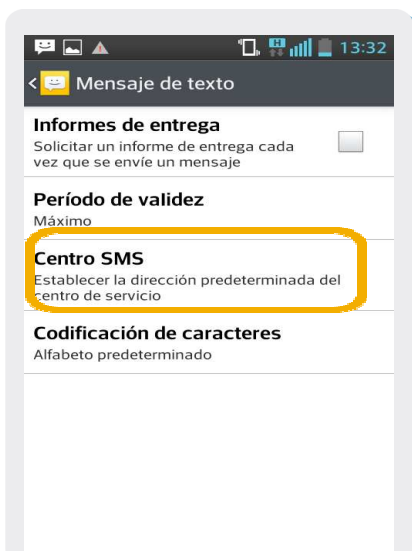 H
13:32
Mensaje de texto
Informes de entrega
Solicitar un informe de entrega cada
vez que se envíe un mensaje
Período de validez
Máximo
Centro SMS
Establecer la dirección predeterminada del
centro de servicio
Codificación de caracteres
Alfabeto predeterminado